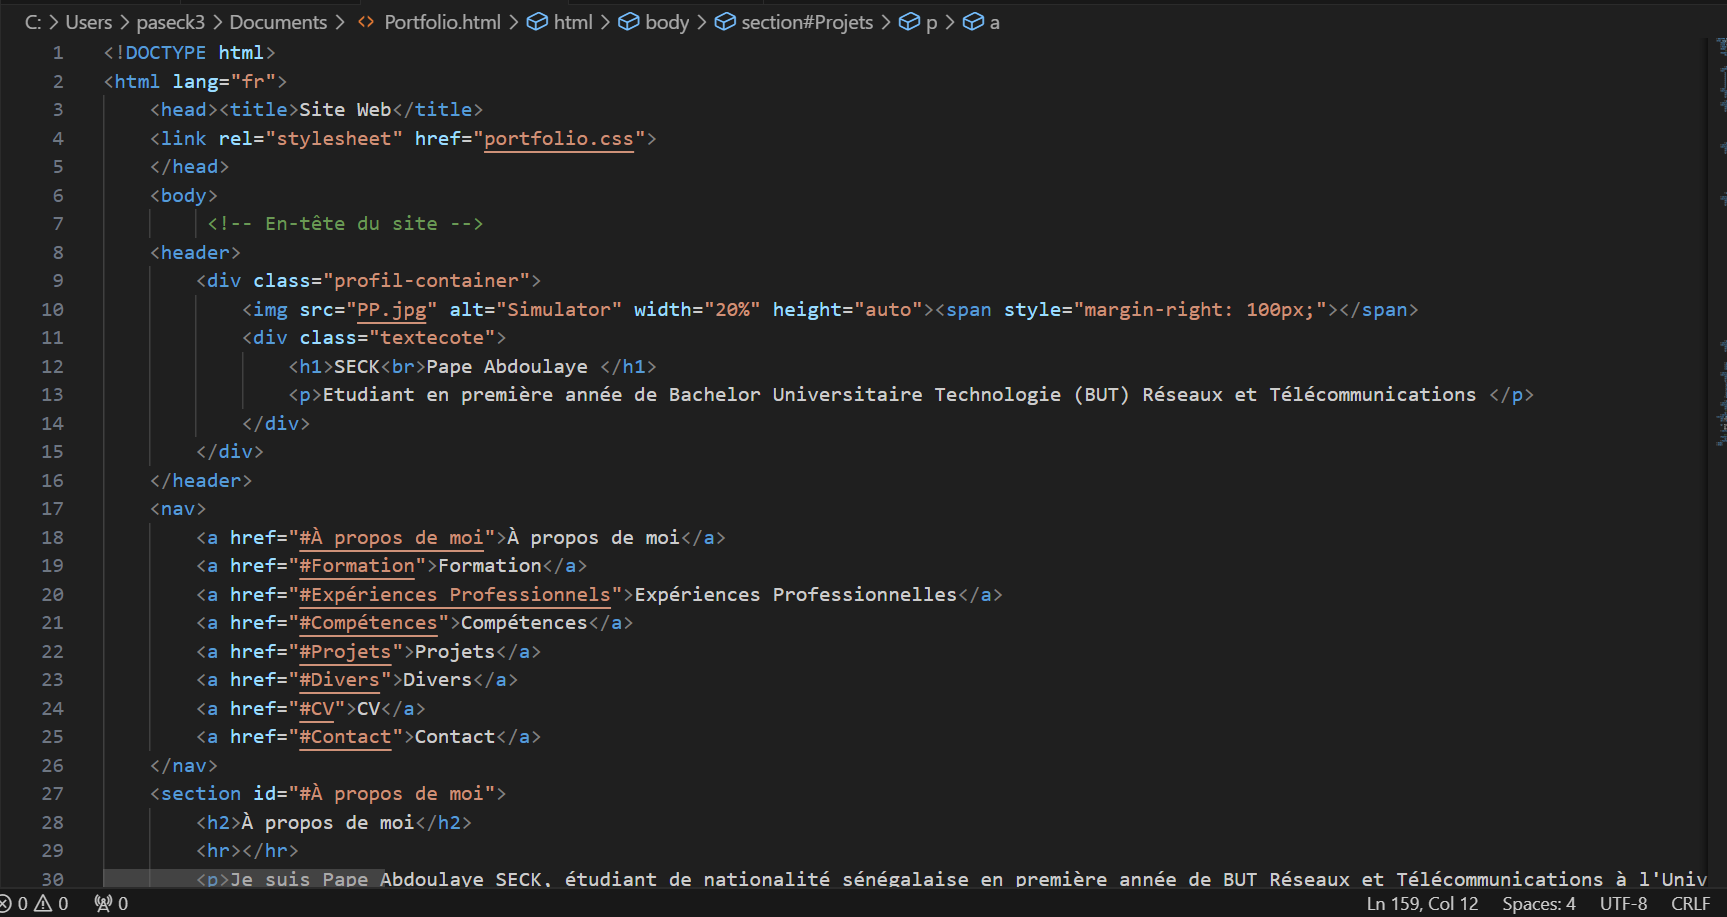 C: > Users > paseck3 > Documents > <> Portfolio.html > html > body > section#Projets > p > a
1 <!DOCTYPE html>
2 <html lang="fr">
3 <head><title>Site Web</title>
4 <link rel="stylesheet" href="portfolio.css">
5 </head>
6 <body>
7 <!-- En-tête du site -->
8 <header>
9 <div class="profil-container">
10 <img src="PP.jpg" alt="Simulator" width="20%" height="auto"><span style="margin-right: 100px;"></span>
11 <div class="textecote">
12 <h1>SECK<br>Pape Abdoulaye </h1>
13 <p>Etudiant en première année de Bachelor Universitaire Technologie (BUT) Réseaux et Télécommunications </p>
14 </div>
15 </div>
16 </header>
17 <nav>
18 <a href="#À propos de moi">À propos de moi</a>
19 <a href="#Formation">Formation</a>
20 <a href="#Expériences Professionnels">Expériences Professionnelles</a>
21 <a href="#Compétences">Compétences</a>
22 <a href="#Projets">Projets</a>
23 <a href="#Divers">Divers</a>
24 <a href="#CV">CV</a>
25 <a href="#Contact">Contact</a>
26 </nav>
27 <section id="#À propos de moi">
28 <h2>À propos de moi</h2>
29 <hr></hr>
30 <p>Je suis Pape Abdoulaye SECK, étudiant de nationalité sénégalaise en première année de BUT Réseaux et Télécommunications à l'Univ
0 0 0 Ln 159, Col 12 Spaces: 4 UTF-8 CRLF